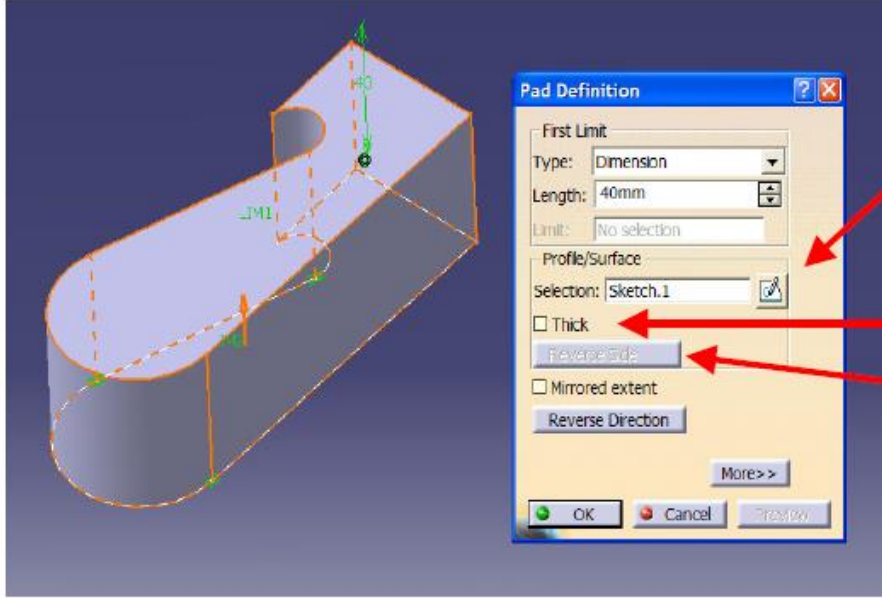 40
LIM1
Pad Definition
First Limit
Type: Dimension
Length: 40mm
Limit: No selection
Profile/Surface
Selection: Sketch.1
Thick
Reverse Side
Mirrored extent
Reverse Direction
More>>
OK Cancel Preview